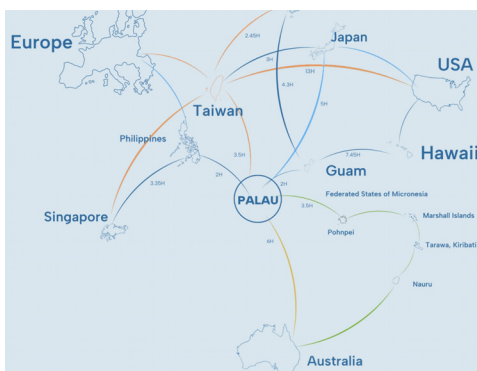 Europe
2.45H
Japan
3H
13H
4.3H
USA
Taiwan
5H
Philippines
3.5H
7.45H
Hawaii
3.35H
2H
Guam
2H
Federated States of Micronesia
PALAU
3.5H
Marshall Islands
Singapore
Pohnpei
Tarawa, Kiribati
6H
Nauru
Australia